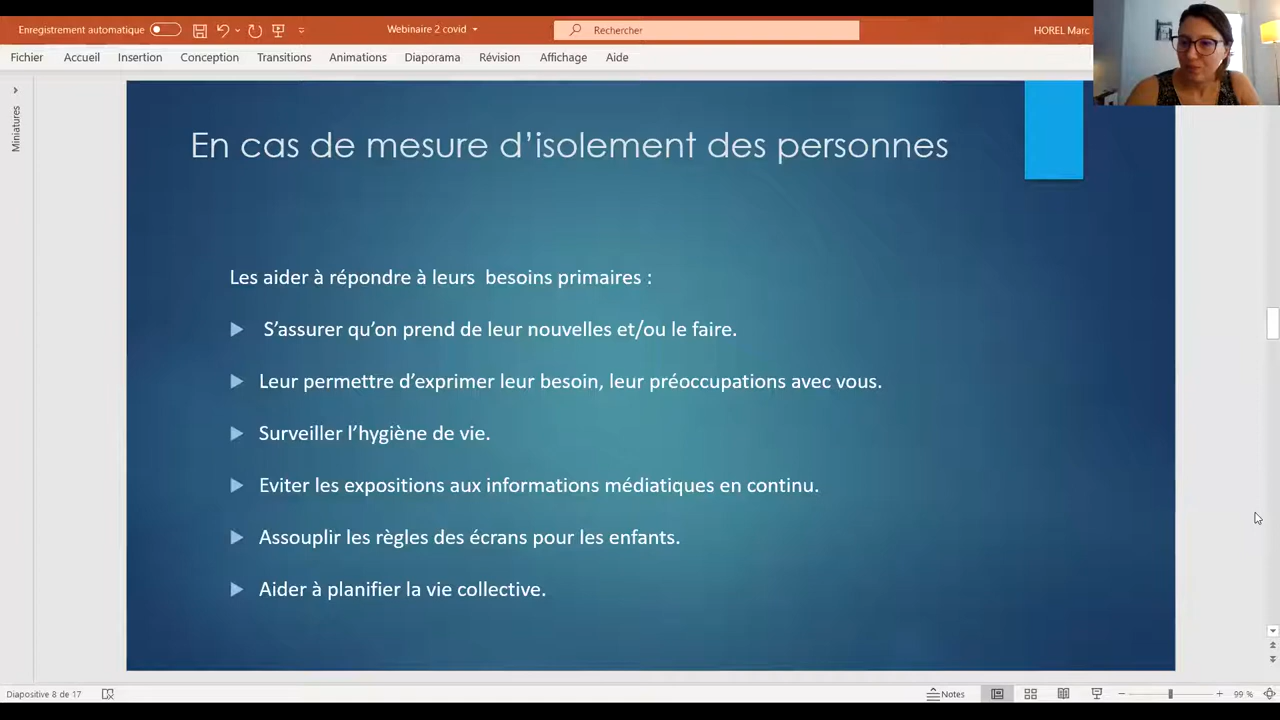 Enregistrement automatique
Webinaire 2 covid
Rechercher
HOREL Marc
Fichier Accueil Insertion Conception Transitions Animations Diaporama Révision Affichage Aide
Miniatures
En cas de mesure d'isolement des personnes
Les aider à répondre à leurs besoins primaires :
S'assurer qu'on prend de leur nouvelles et/ou le faire.
Leur permettre d'exprimer leur besoin, leur préoccupations avec vous.
Surveiller l'hygiène de vie.
Eviter les expositions aux informations médiatiques en continu.
Assouplir les règles des écrans pour les enfants.
Aider à planifier la vie collective.
Diapositive 8 de 17
Notes
99 %